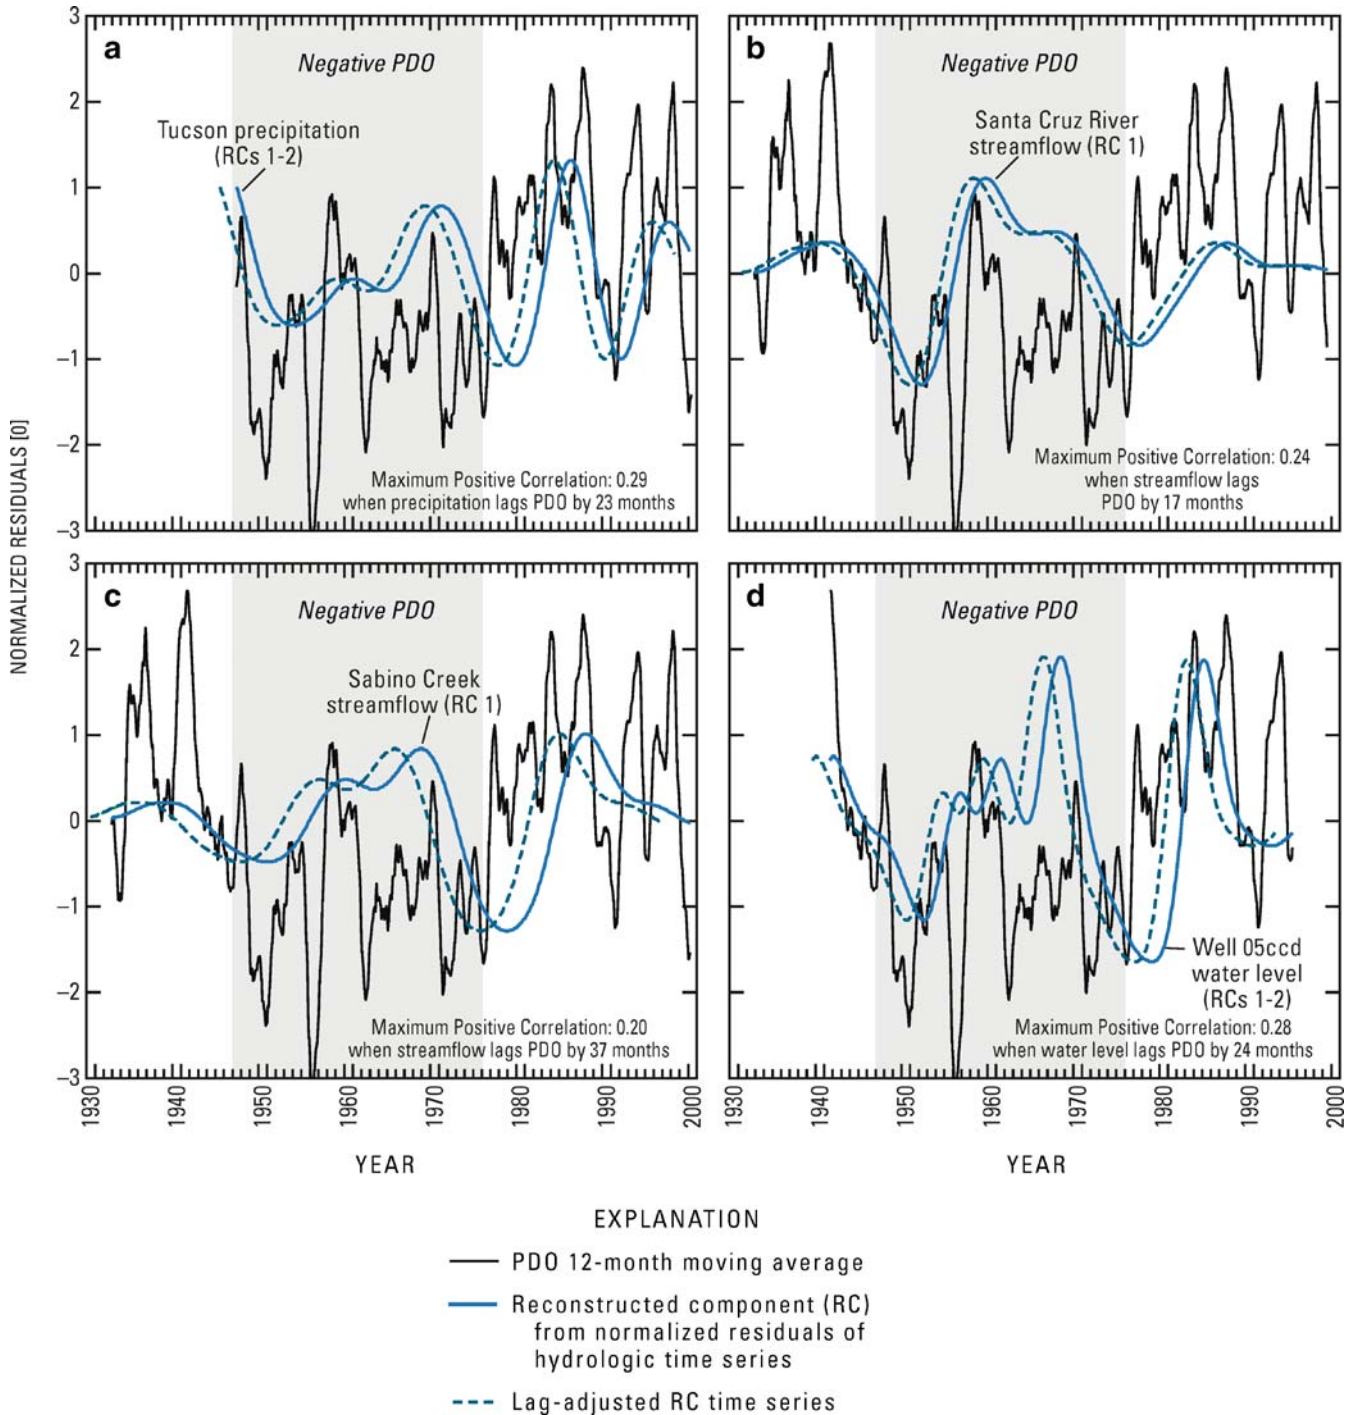 a
Negative PDO
Tucson precipitation
(RCs 1-2)
Maximum Positive Correlation: 0.29
when precipitation lags PDO by 23 months
3
2
1
0
−1
−2
−3
b
Negative PDO
Santa Cruz River
streamflow (RC 1)
Maximum Positive Correlation: 0.24
when streamflow lags
PDO by 17 months
NORMALIZED RESIDUALS [0]
c
Negative PDO
Sabino Creek
streamflow (RC 1)
Maximum Positive Correlation: 0.20
when streamflow lags PDO by 37 months
3
2
1
0
−1
−2
−3
1930
1940
1950
1960
1970
1980
1990
2000
YEAR
d
Negative PDO
Well 05ccd
water level
(RCs 1-2)
Maximum Positive Correlation: 0.28
when water level lags PDO by 24 months
1930
1940
1950
1960
1970
1980
1990
2000
YEAR
EXPLANATION
PDO 12-month moving average
Reconstructed component (RC)
from normalized residuals of
hydrologic time series
Lag-adjusted RC time series